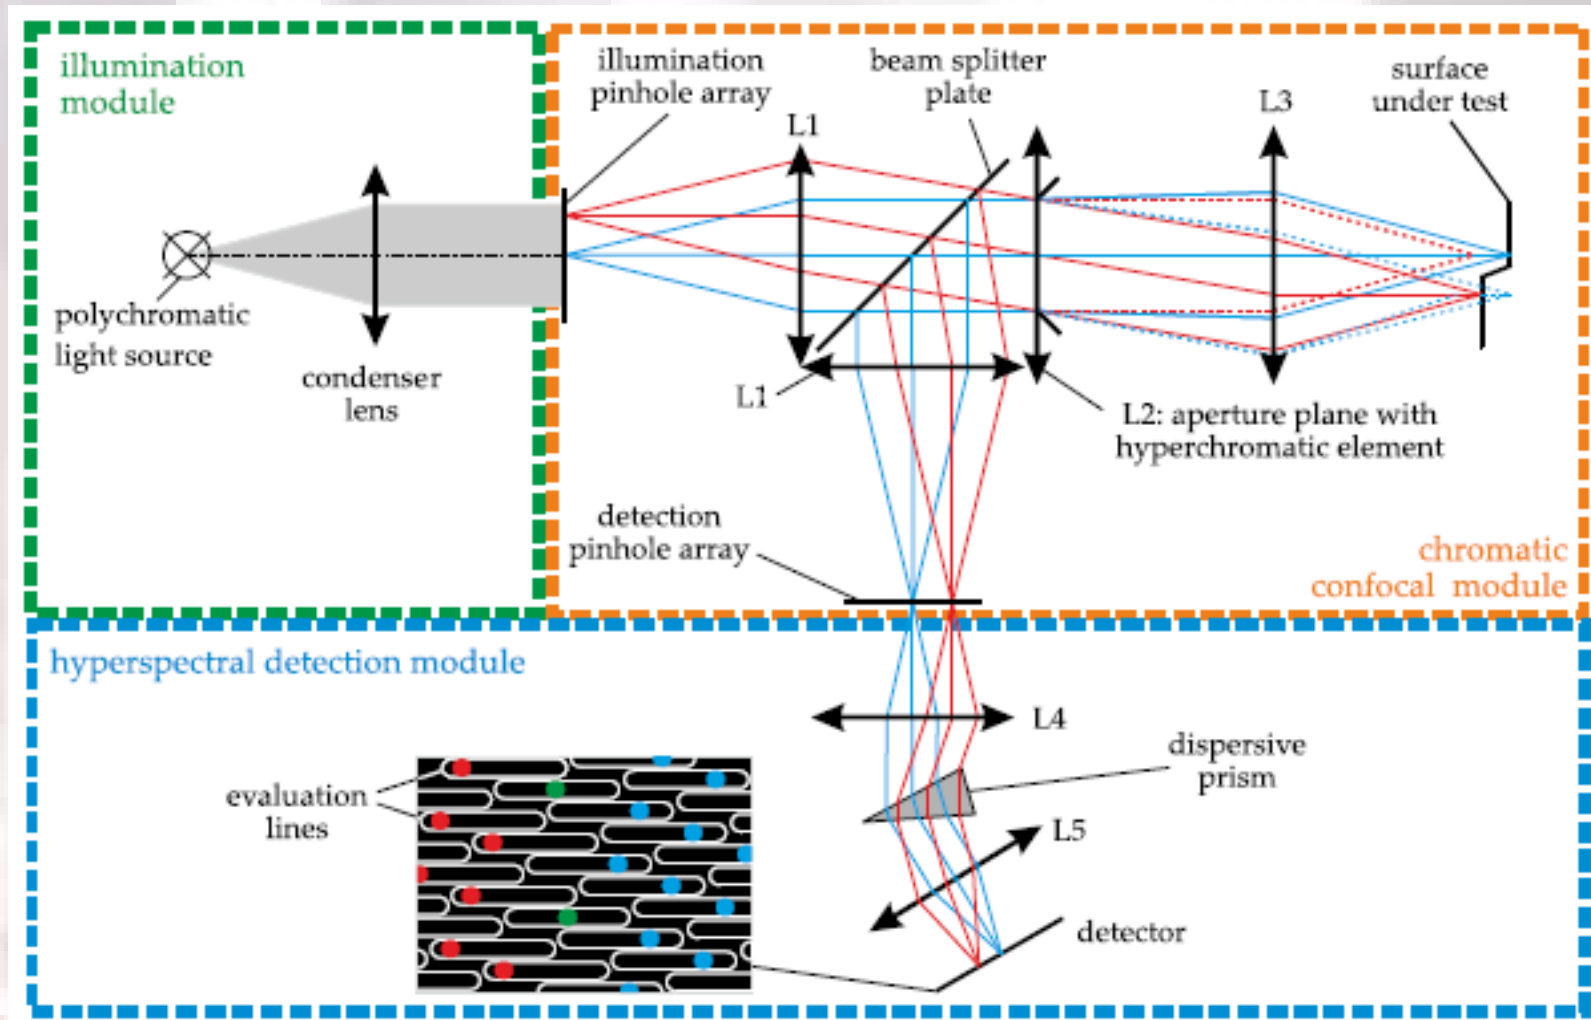 illumination
module
illumination
pinhole array
beam splitter
plate
surface
under test
L1
L3
polychromatic
light source
condenser
lens
L1
L2: aperture plane with
hyperchromatic element
detection
pinhole array
chromatic
confocal module
hyperspectral detection module
L4
dispersive
prism
evaluation
lines
L5
detector